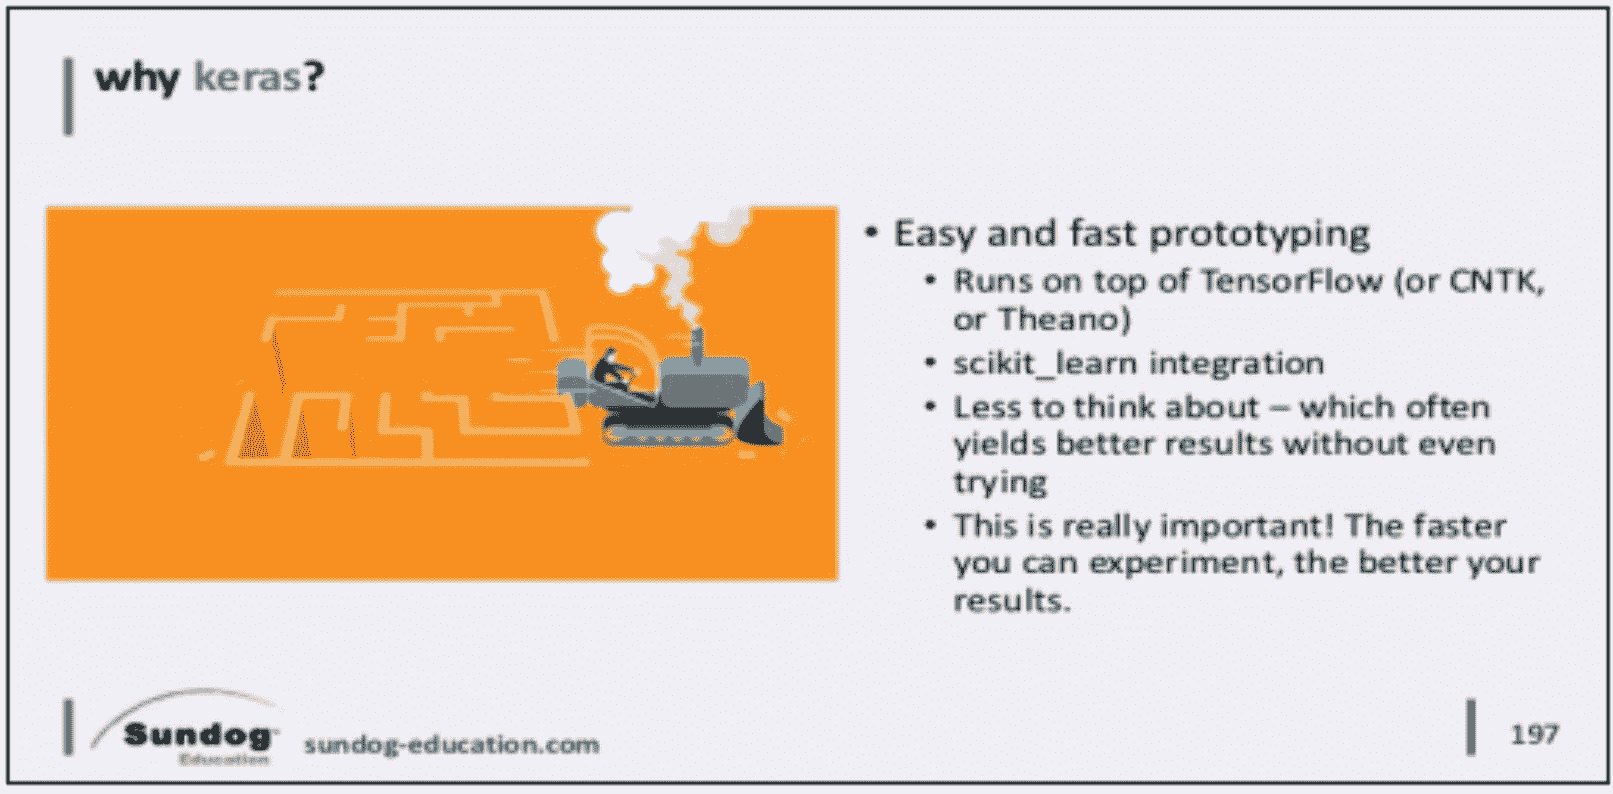 why keras?
• Easy and fast prototyping
• Runs on top of TensorFlow (or CNTK,
or Theano)
• scikit_learn integration
• Less to think about – which often
yields better results without even
trying
• This is really important! The faster
you can experiment, the better your
results.
Sundog
Education
sundog-education.com
197